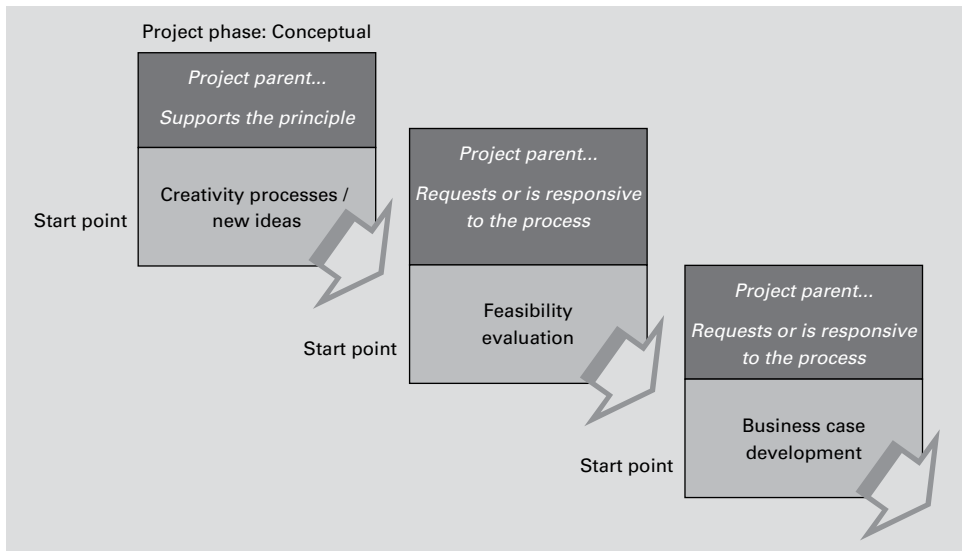 Project phase: Conceptual
Project parent...
Supports the principle
Creativity processes /
new ideas
Start point
Project parent...
Requests or is responsive
to the process
Feasibility
evaluation
Start point
Project parent...
Requests or is responsive
to the process
Business case
development
Start point